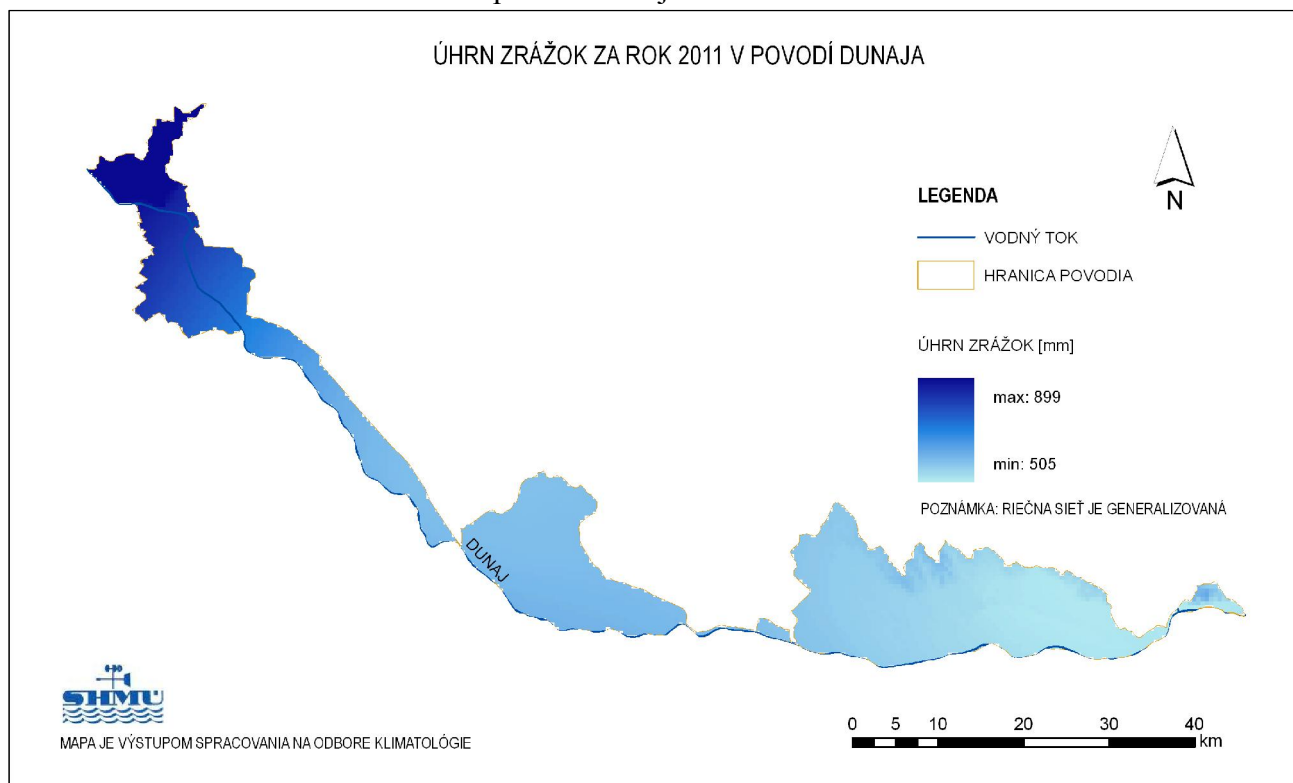 ÚHRN ZRÁŽOK ZA ROK 2011 V POVODÍ DUNAJA
N
LEGENDA
VODNÝ TOK
HRANICA POVODIA
ÚHRN ZRÁŽOK [mm]
max: 899
min: 505
POZNÁMKA: RIEČNA SIEŤ JE GENERALIZOVANÁ
DUNAJ
SHMÚ
MAPA JE VÝSTUPOM SPRACOVANIA NA ODBORE KLIMATOLÓGIE
0 5 10 20 30 40
km